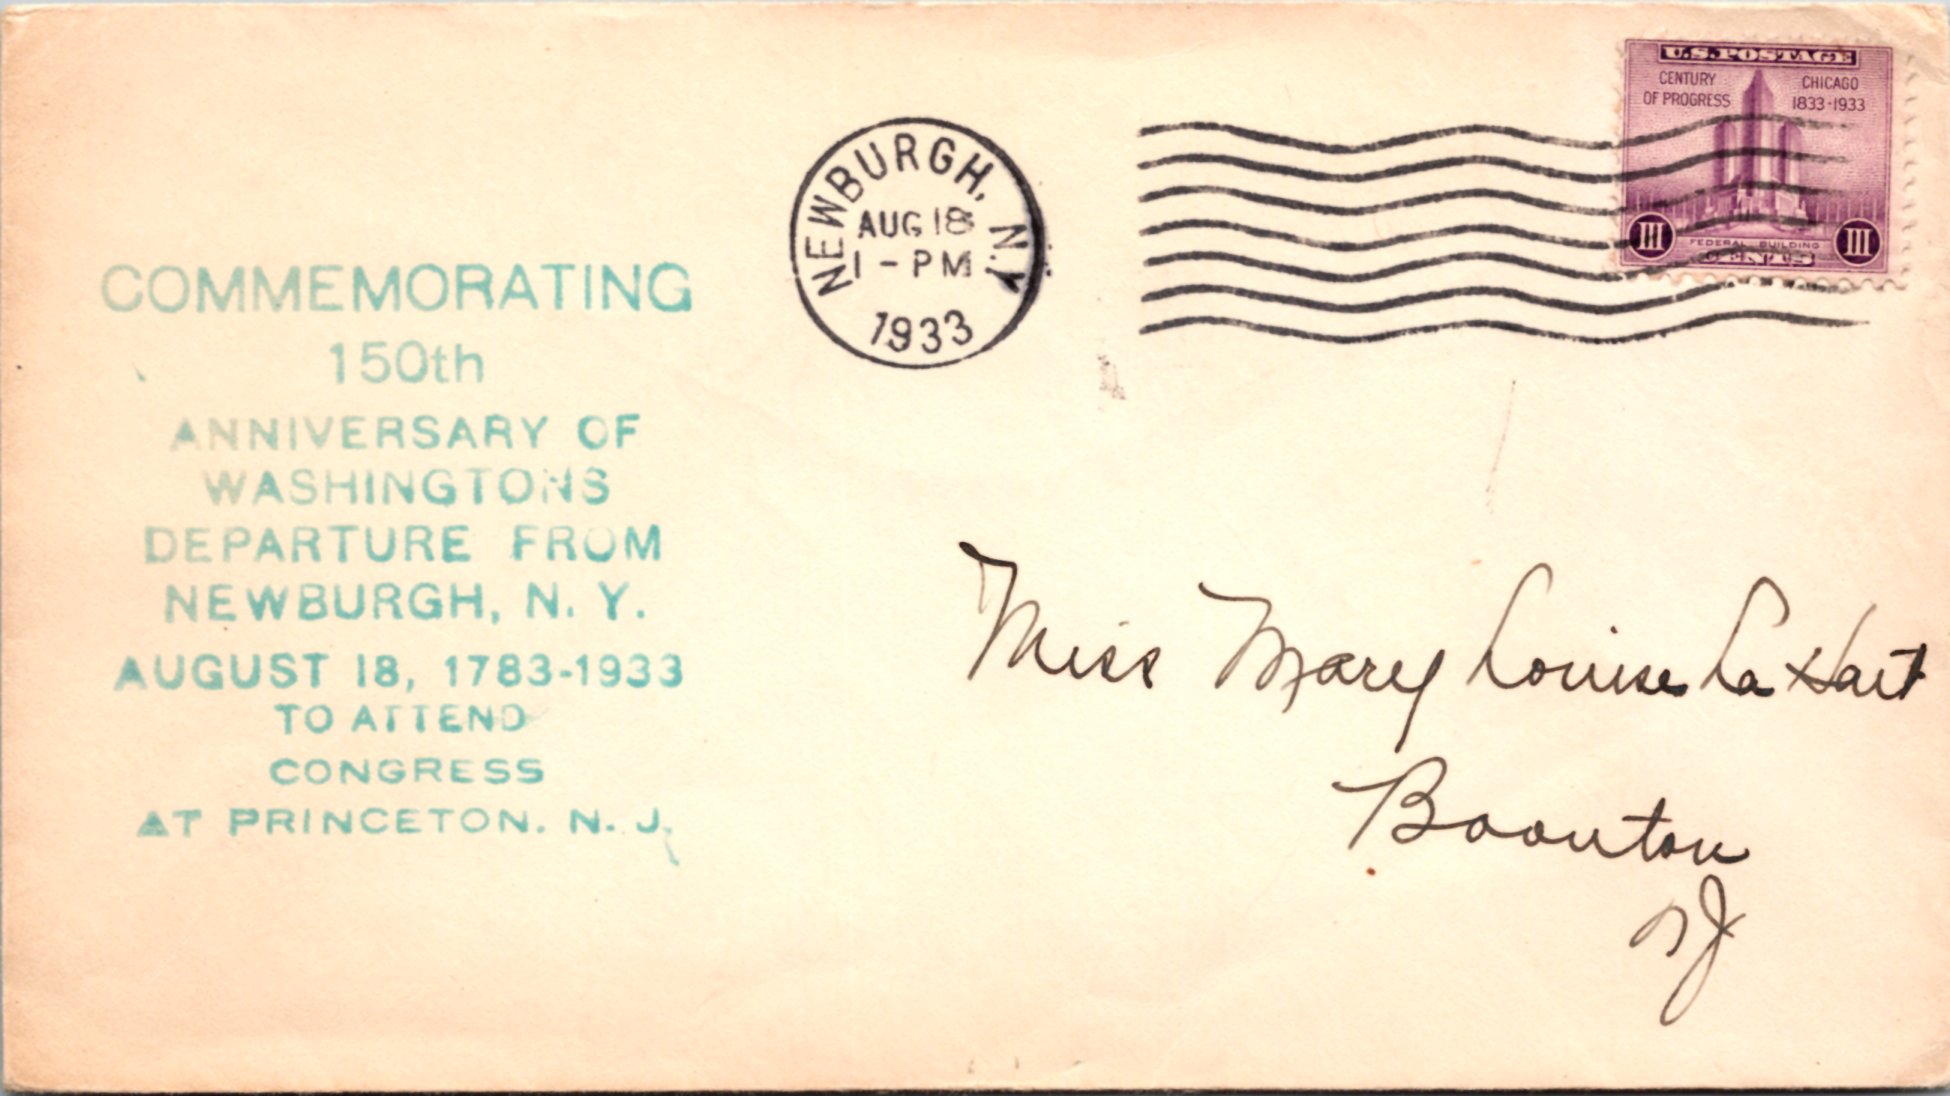 COMMEMORATING
150th
ANNIVERSARY OF
WASHINGTONS
DEPARTURE FROM
NEWBURGH, N. Y.
AUGUST 18, 1783-1933
TO ATTEND
CONGRESS
AT PRINCETON. N. J.
NEWBURGH, N.Y.
AUG 18
1 - PM
1933
U.S. POSTAGE
CENTURY OF PROGRESS
CHICAGO 1833-1933
III
FEDERAL BUILDING
III
CENTS
Miss Mary Louise La
Boonton
NJ